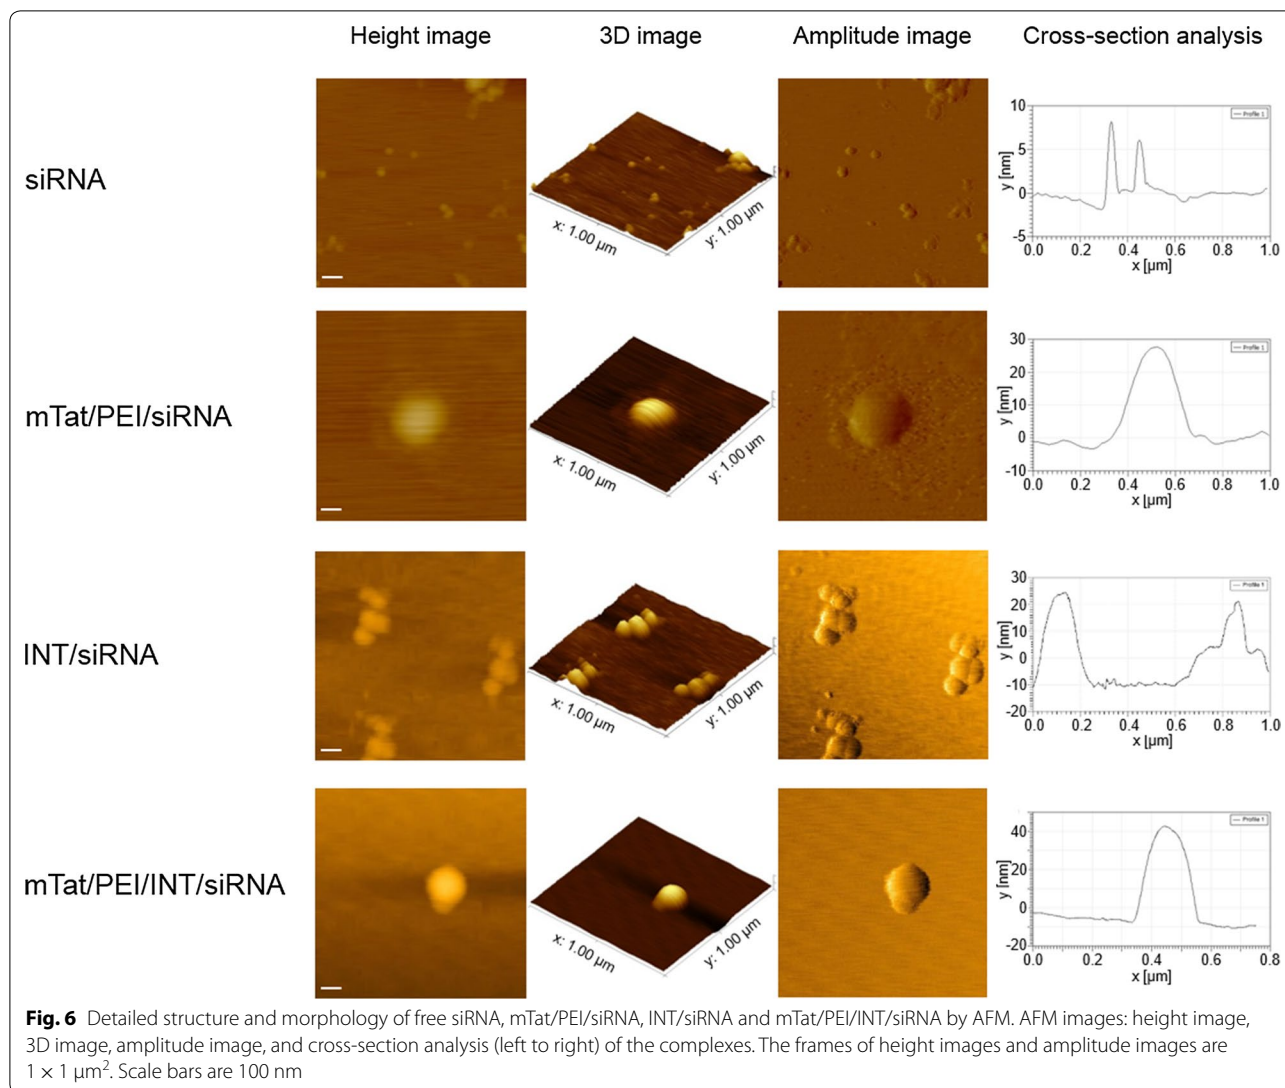 Height image 3D image Amplitude image Cross-section analysis
siRNA
x: 1.00 µm
y: 1.00 µm
Profile 1
y [nm]
10
5
0
-5
0.0 0.2 0.4 0.6 0.8 1.0
x [µm]
mTat/PEI/siRNA
x: 1.00 µm
y: 1.00 µm
Profile 1
y [nm]
30
20
10
0
-10
0.0 0.2 0.4 0.6 0.8 1.0
x [µm]
INT/siRNA
x: 1.00 µm
y: 1.00 µm
Profile 1
y [nm]
30
20
10
0
-10
-20
0.0 0.2 0.4 0.6 0.8 1.0
x [µm]
mTat/PEI/INT/siRNA
x: 1.00 µm
y: 1.00 µm
Profile 1
y [nm]
40
20
0
-20
0.0 0.2 0.4 0.6 0.8
x [µm]
Fig. 6 Detailed structure and morphology of free siRNA, mTat/PEI/siRNA, INT/siRNA and mTat/PEI/INT/siRNA by AFM. AFM images: height image,
3D image, amplitude image, and cross-section analysis (left to right) of the complexes. The frames of height images and amplitude images are
1 × 1 µm². Scale bars are 100 nm